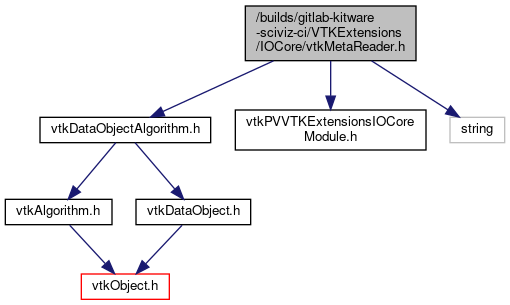 /builds/gitlab-kitware
-sciviz-ci/VTKExtensions
/IOCore/vtkMetaReader.h
vtkDataObjectAlgorithm.h
vtkPVVTKExtensionsIOCore
Module.h
string
vtkAlgorithm.h
vtkDataObject.h
vtkObject.h